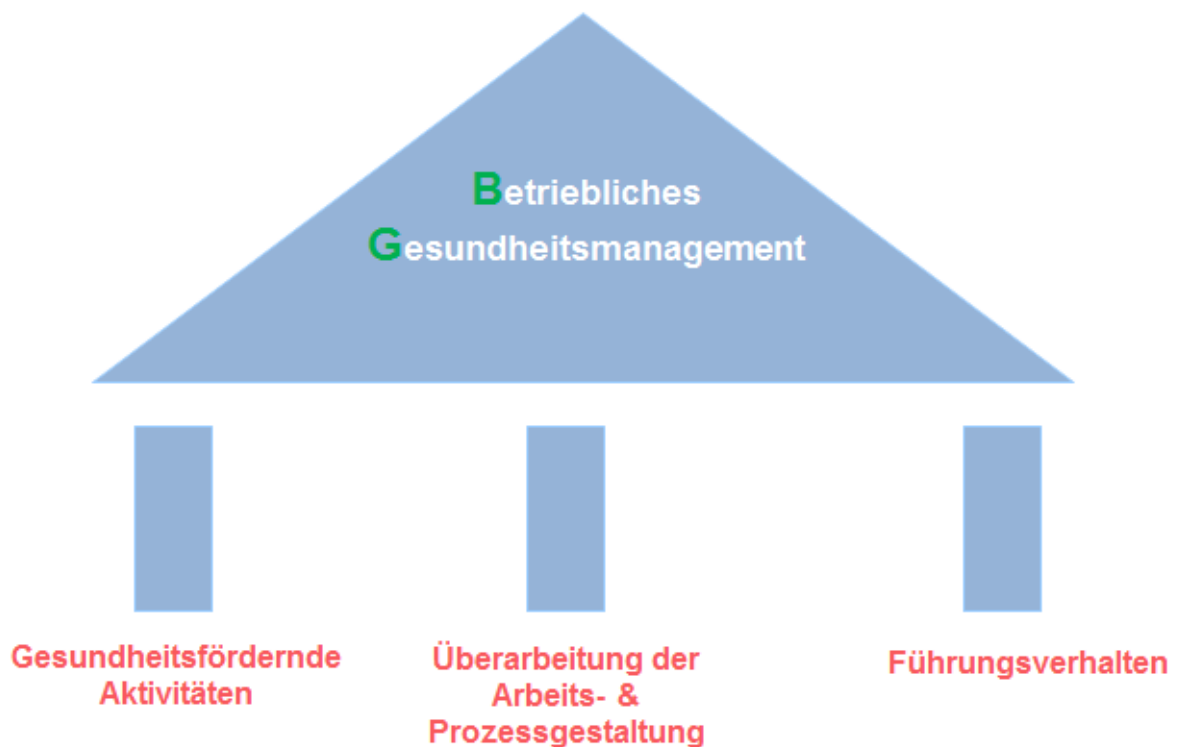 Betriebliches
Gesundheitsmanagement
Gesundheitsfördernde
Aktivitäten
Überarbeitung der
Arbeits- &
Prozessgestaltung
Führungsverhalten